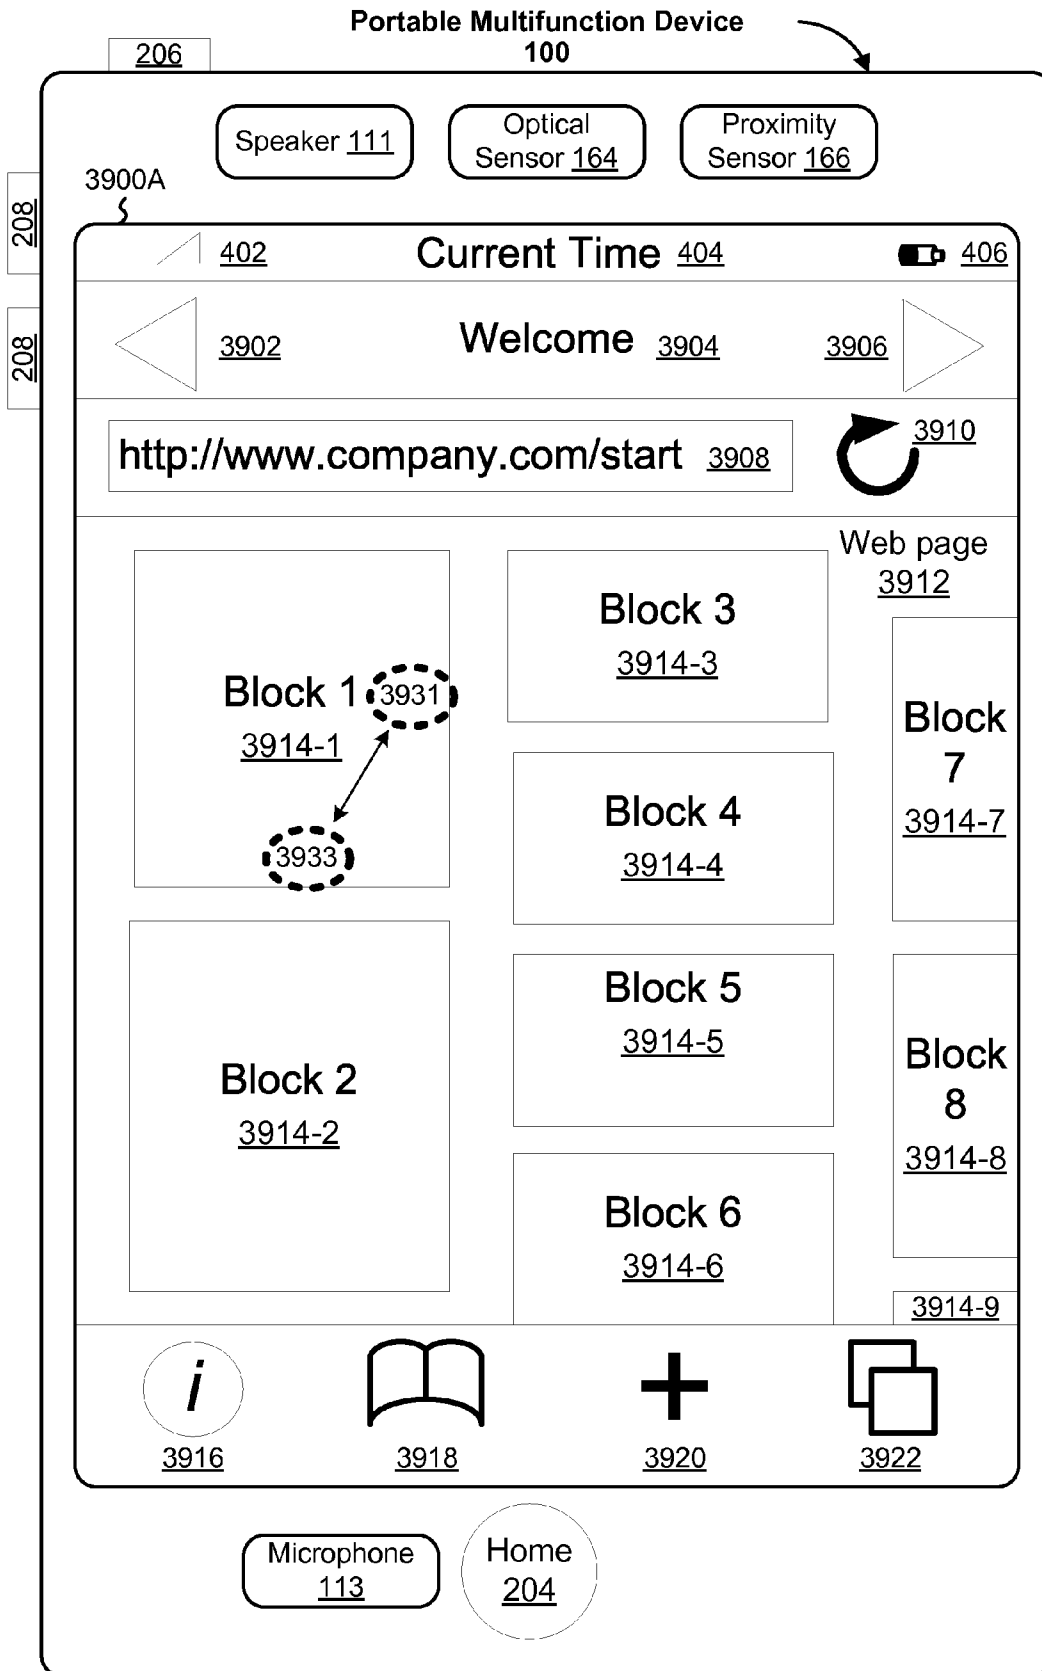 Portable Multifunction Device
100
206
Speaker 111
Optical
Sensor 164
Proximity
Sensor 166
3900A
208
208
402
Current Time 404
406
3902
Welcome 3904
3906
http://www.company.com/start 3908
3910
Web page
3912
Block 1
3914-1
3931
3933
Block 2
3914-2
Block 3
3914-3
Block 4
3914-4
Block 5
3914-5
Block 6
3914-6
Block
7
3914-7
Block
8
3914-8
3914-9
i
3916
3918
3920
3922
Microphone
113
Home
204